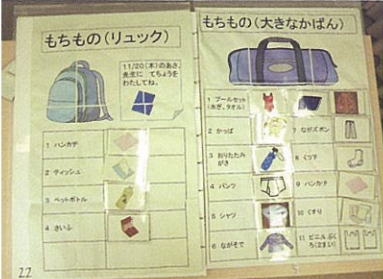 もちもの(リュック)
11/20(木)のあさ、
先生に てちょうを
わたしてね。
1 ハンカチ
2 ティッシュ
3 ペットボトル
4 さいふ
22
もちもの(大きなかばん)
1 プールセット
(水ぎ、タオル)
2 かっぱ
3 おりたたみ
がさ
4 パンツ
5 シャツ
6 ながそで
7 ながズボン
8 くつ下
9 ハンカチ
10 くすり
11 ビニルぶく
ろ(2まい)